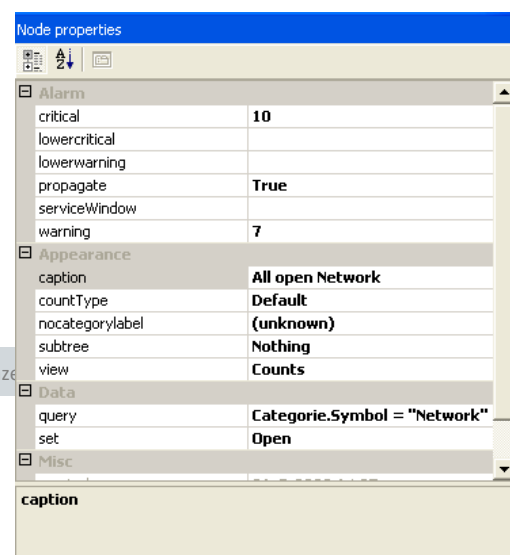 Node properties
Alarm
critical 10
lowercritical
lowerwarning
propagate True
serviceWindow
warning 7
Appearance
caption All open Network
countType Default
nocategorylabel (unknown)
subtree Nothing
view Counts
ze
Data
query Categorie.Symbol = "Network"
set Open
Misc
caption